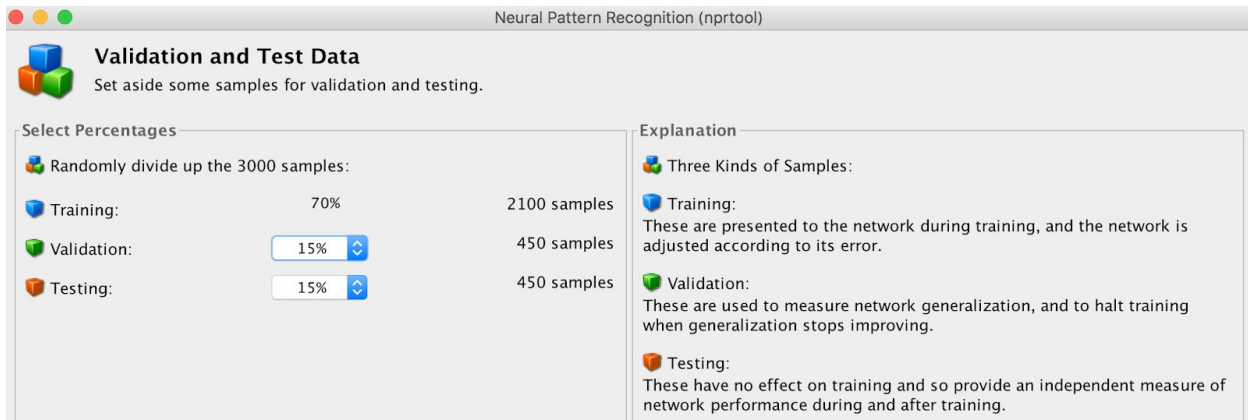 Neural Pattern Recognition (nprtool)
Validation and Test Data
Set aside some samples for validation and testing.
Select Percentages
Randomly divide up the 3000 samples:
Training: 70% 2100 samples
Validation: 15% 450 samples
Testing: 15% 450 samples
Explanation
Three Kinds of Samples:
Training:
These are presented to the network during training, and the network is
adjusted according to its error.
Validation:
These are used to measure network generalization, and to halt training
when generalization stops improving.
Testing:
These have no effect on training and so provide an independent measure of
network performance during and after training.